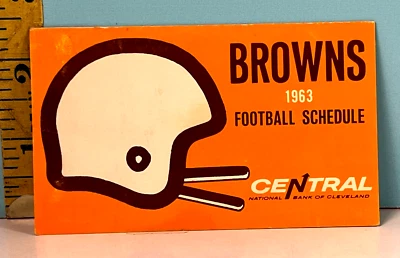 BROWNS
1963
FOOTBALL SCHEDULE
CENTRAL
NATIONAL BANK OF CLEVELAND